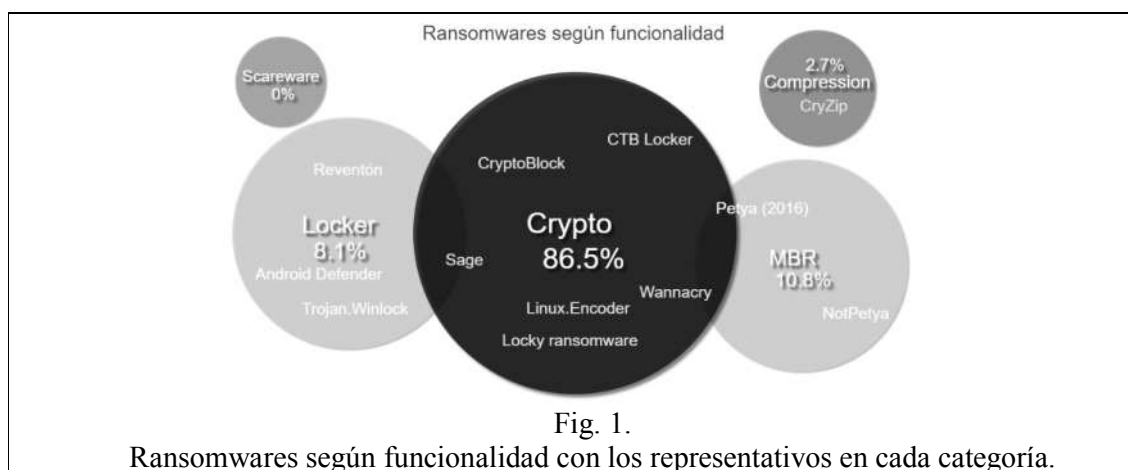 Ransomwares según funcionalidad
Scareware
0%
2.7%
Compression
CryZip
CTB Locker
CryptoBlock
Reventón
Locker
8.1%
Android Defender
Trojan.Winlock
Crypto
86.5%
Sage
Wannacry
Linux.Encoder
Locky ransomware
Petya (2016)
MBR
10.8%
NotPetya
Fig. 1.
Ransomwares según funcionalidad con los representativos en cada categoría.